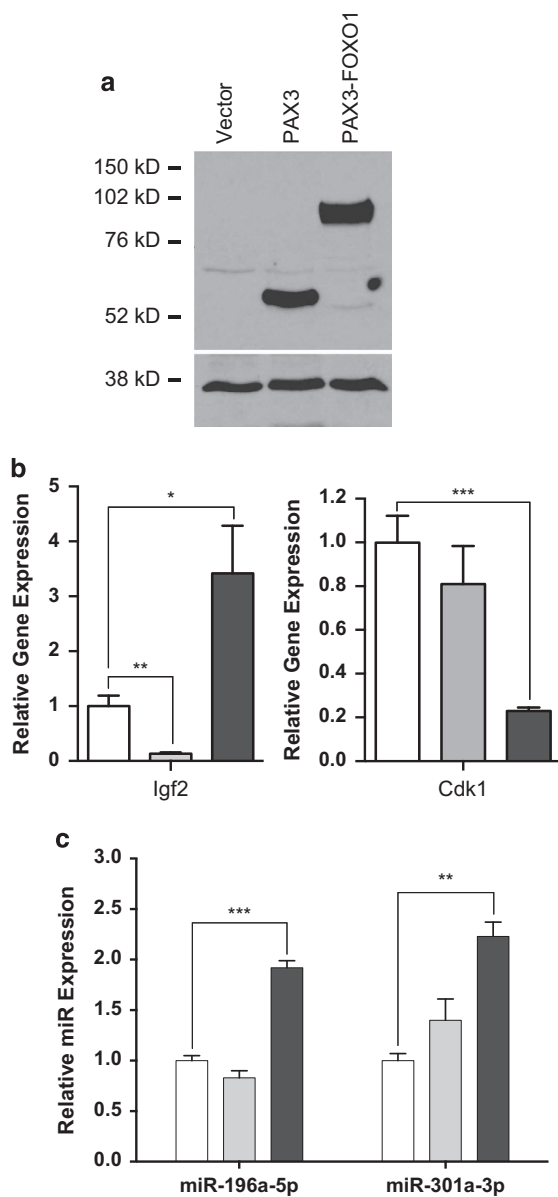 a
Vector
PAX3
PAX3-FOXO1
150 kD
102 kD
76 kD
52 kD
38 kD
b
Relative Gene Expression
5
4
3
2
1
0
*
**
Igf2
Relative Gene Expression
1.2
1.0
0.8
0.6
0.4
0.2
0.0
***
Cdk1
c
Relative miR Expression
3.0
2.5
2.0
1.5
1.0
0.5
0.0
***
**
miR-196a-5p
miR-301a-3p